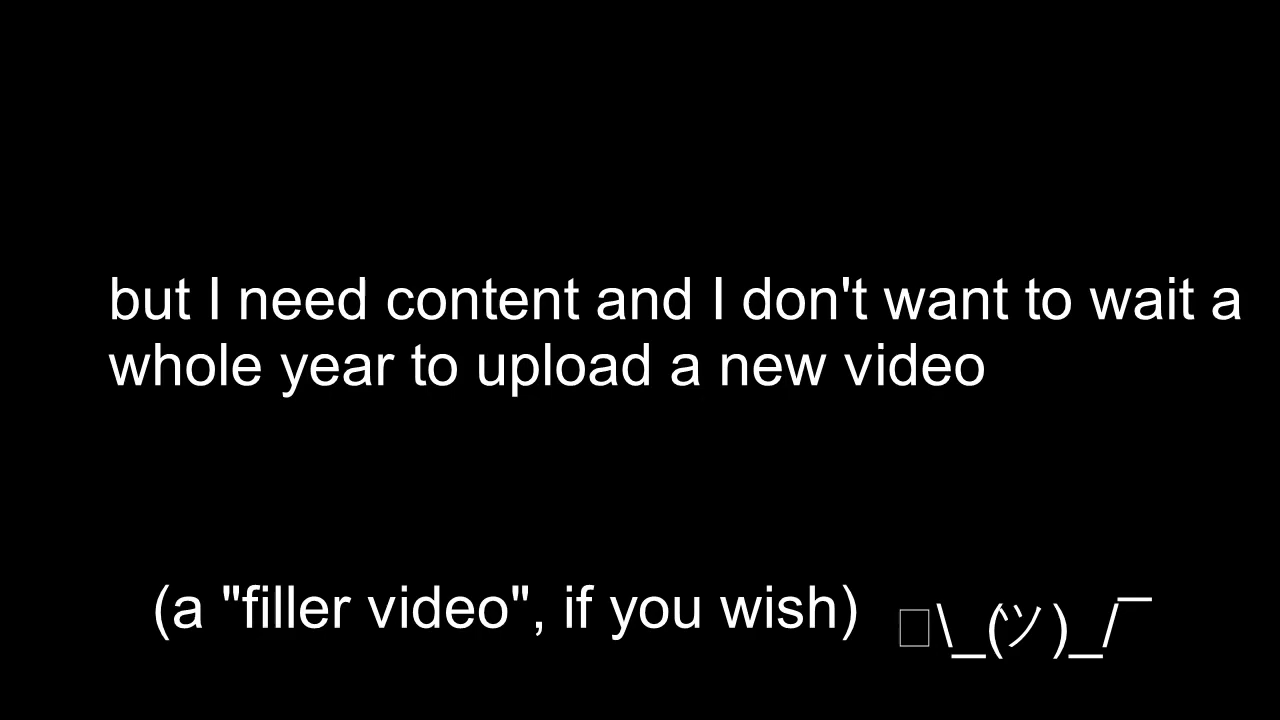 but I need content and I don't want to wait a
whole year to upload a new video
(a "filler video", if you wish) □\_(ツ)_/¯